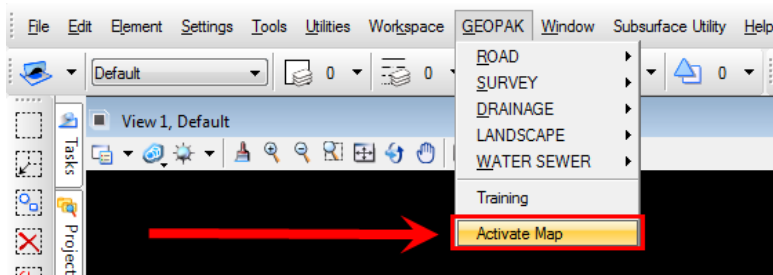 File Edit Element Settings Tools Utilities Workspace GEOPAK Window Subsurface Utility Help
Default 0 0 0
ROAD
SURVEY
DRAINAGE
LANDSCAPE
WATER SEWER
Training
Activate Map
View 1, Default
Tasks
Project